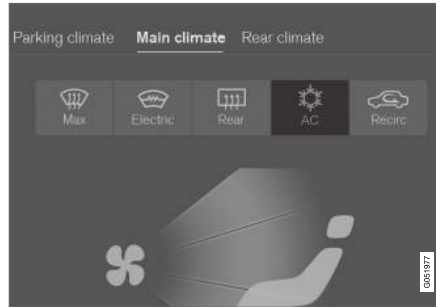 Parking climate Main climate Rear climate
Max Electric Rear AC Recirc
G051977